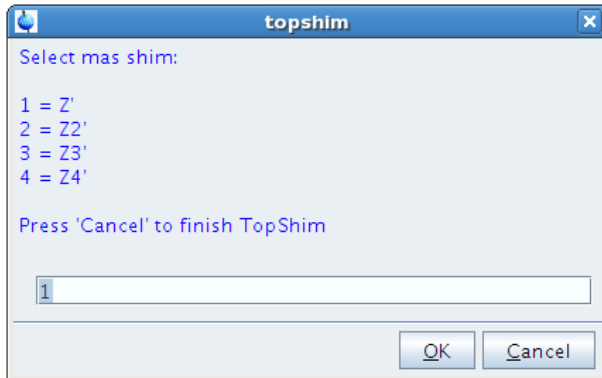 topshim
Select mas shim:
1 = Z'
2 = Z2'
3 = Z3'
4 = Z4'
Press 'Cancel' to finish TopShim
1
OK
Cancel